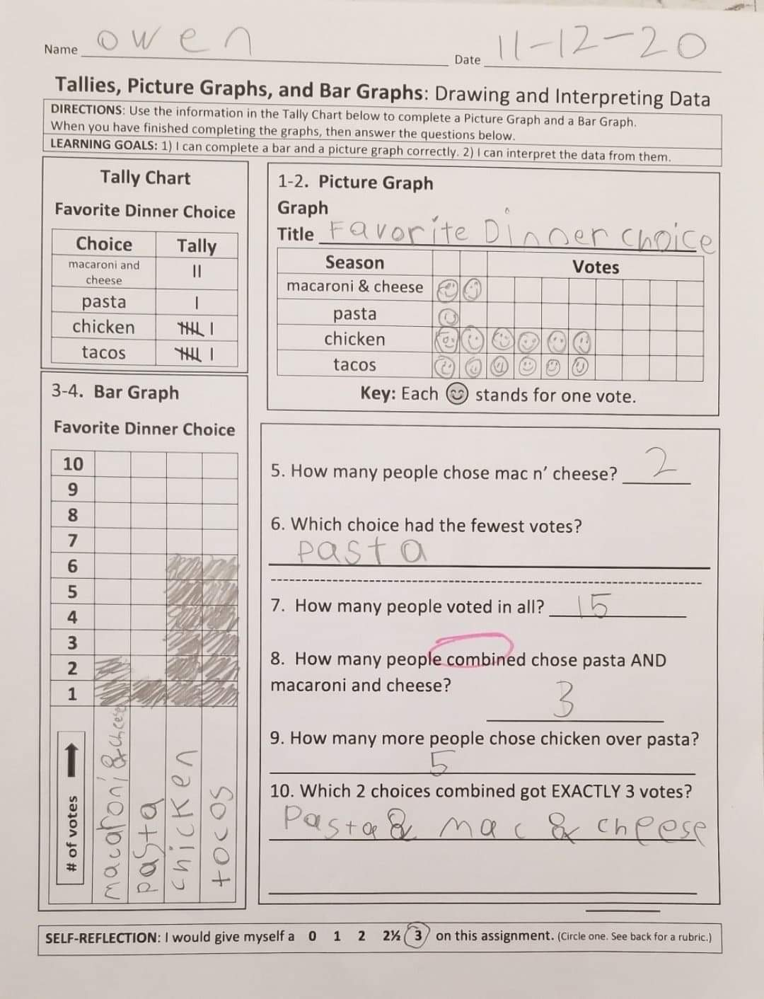 Name owen Date 11-12-20
Tallies, Picture Graphs, and Bar Graphs: Drawing and Interpreting Data
DIRECTIONS: Use the information in the Tally Chart below to complete a Picture Graph and a Bar Graph.
When you have finished completing the graphs, then answer the questions below.
LEARNING GOALS: 1) I can complete a bar and a picture graph correctly. 2) I can interpret the data from them.
Tally Chart
Favorite Dinner Choice
Choice Tally
macaroni and
cheese
pasta
chicken
tacos
1-2. Picture Graph
Graph
Title Favorite Dinner choice
Season Votes
macaroni & cheese
pasta
chicken
tacos
Key: Each stands for one vote.
3-4. Bar Graph
Favorite Dinner Choice
10
9
8
7
6
5
4
3
2
1
# of votes
macaroni & cheese
pasta
chicken
tocos
5. How many people chose mac n’ cheese? 2
6. Which choice had the fewest votes?
pasta
7. How many people voted in all? 15
8. How many people combined chose pasta AND
macaroni and cheese?
3
9. How many more people chose chicken over pasta?
5
10. Which 2 choices combined got EXACTLY 3 votes?
Pasta & mac & cheese
SELF-REFLECTION: I would give myself a 0 1 2 2½ 3 on this assignment. (Circle one. See back for a rubric.)